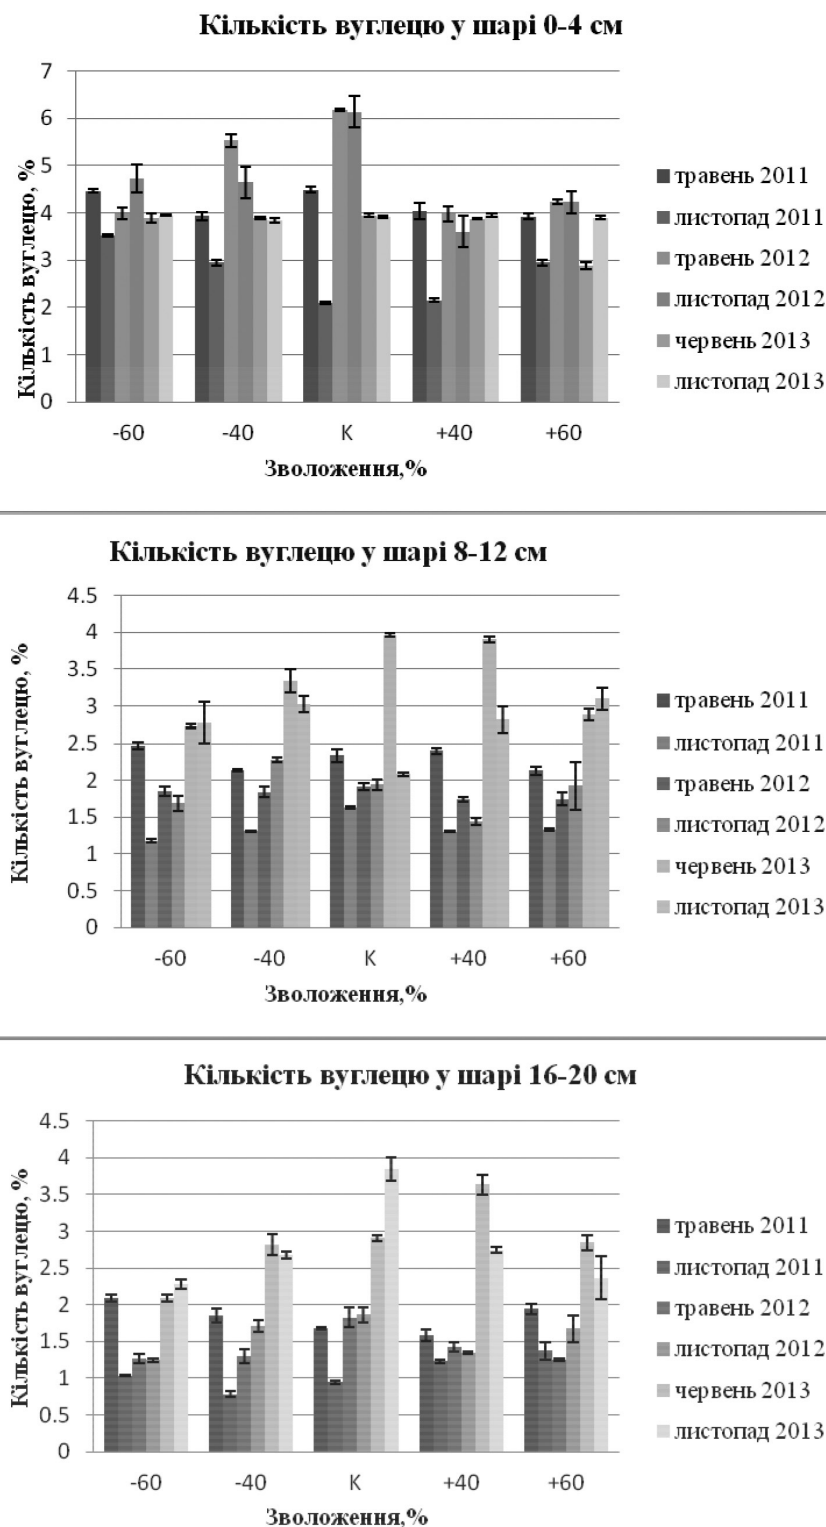 Кількість вуглецю у шарі 0-4 см
Кількість вуглецю, %
7
6
5
4
3
2
1
0
-60 -40 К +40 +60
Зволоження,%
травень 2011
листопад 2011
травень 2012
листопад 2012
червень 2013
листопад 2013
Кількість вуглецю у шарі 8-12 см
Кількість вуглецю, %
4.5
4
3.5
3
2.5
2
1.5
1
0.5
0
-60 -40 К +40 +60
Зволоження,%
травень 2011
листопад 2011
травень 2012
листопад 2012
червень 2013
листопад 2013
Кількість вуглецю у шарі 16-20 см
Кількість вуглецю, %
4.5
4
3.5
3
2.5
2
1.5
1
0.5
0
-60 -40 К +40 +60
Зволоження,%
травень 2011
листопад 2011
травень 2012
листопад 2012
червень 2013
листопад 2013